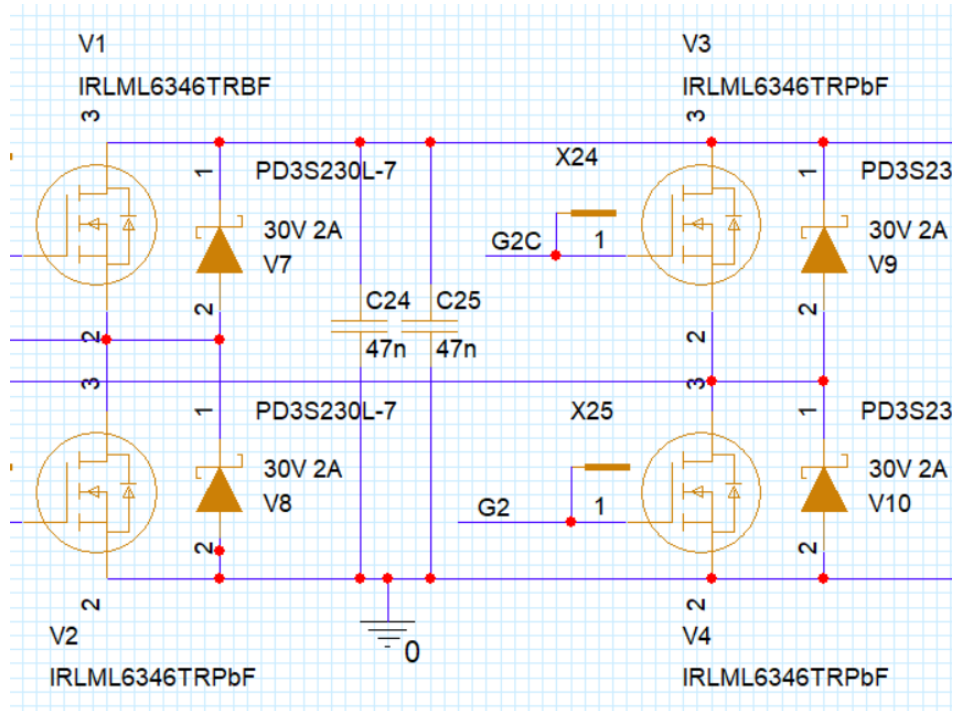 V1
IRLML6346TRBF
3
1
PD3S230L-7
30V 2A
V7
2
2
C24
47n
C25
47n
X24
G2C
1
V3
IRLML6346TRPbF
3
1
PD3S23
30V 2A
V9
2
2
3
1
PD3S230L-7
30V 2A
V8
2
2
V2
IRLML6346TRPbF
0
X25
G2
1
3
1
PD3S23
30V 2A
V10
2
2
V4
IRLML6346TRPbF